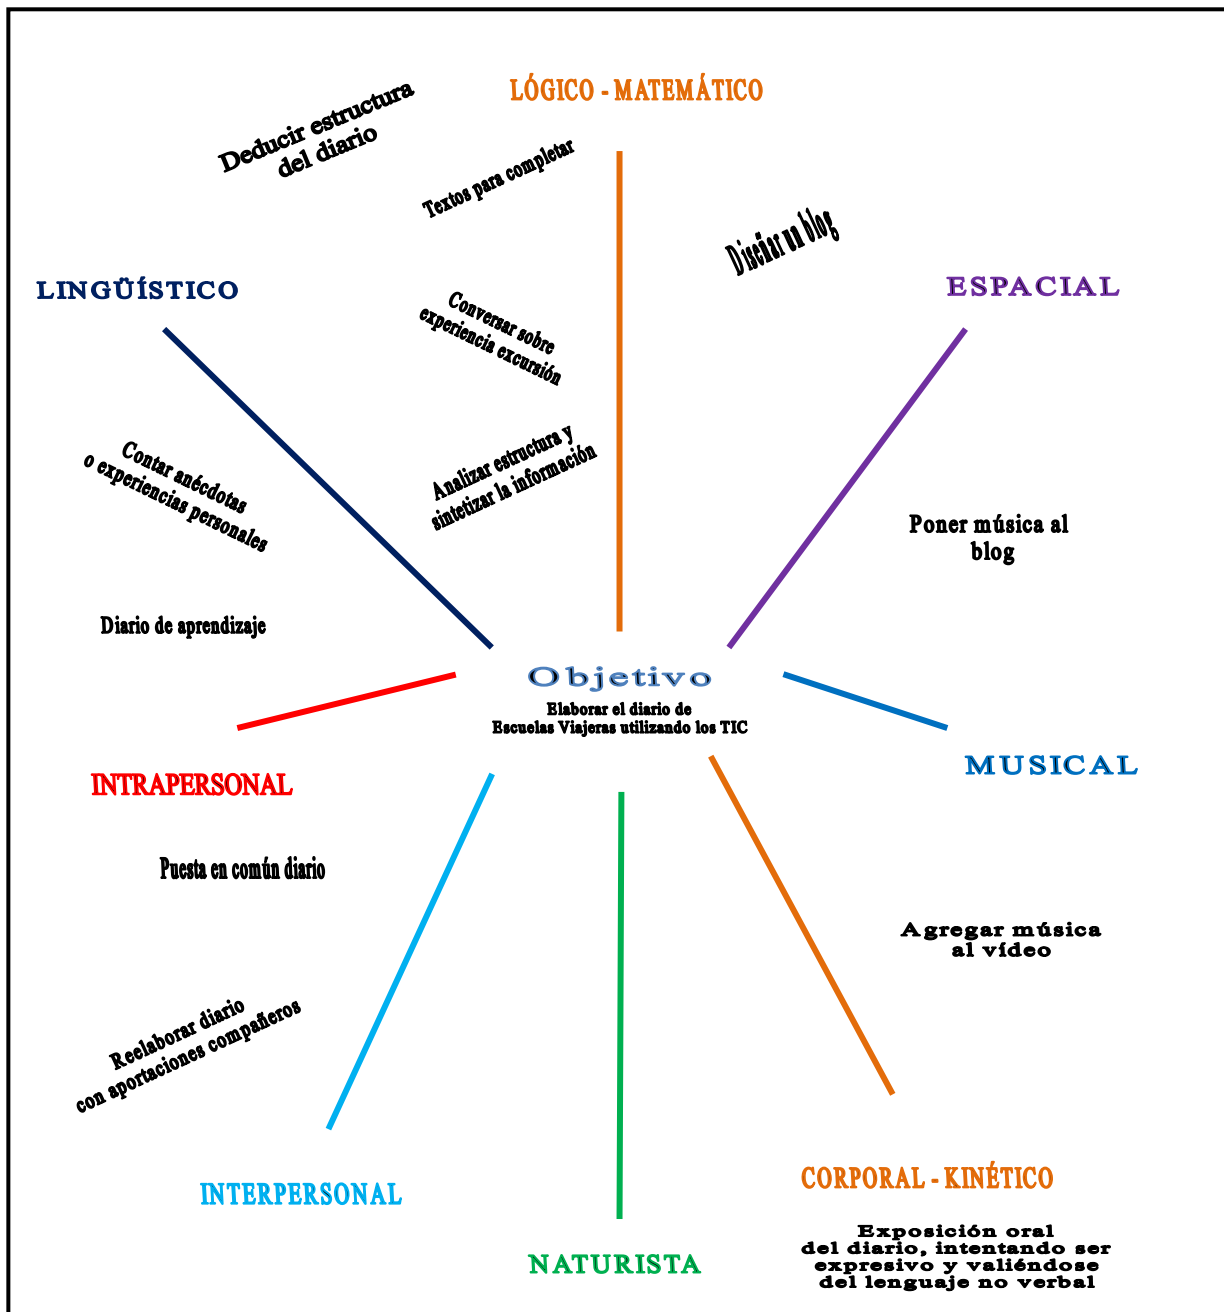 LÓGICO - MATEMÁTICO
Deducir estructura
del diario
Textos para completar
Diseñar un blog
LINGÜÍSTICO
ESPACIAL
Conversar sobre
experiencia excursión
Contar anécdotas
o experiencias personales
Analizar estructura y
sintetizar la información
Poner música al
blog
Diario de aprendizaje
Objetivo
Elaborar el diario de
Escuelas Viajeras utilizando los TIC
INTRAPERSONAL
MUSICAL
Puesta en común diario
Agregar música
al vídeo
Reelaborar diario
con aportaciones compañeros
INTERPERSONAL
CORPORAL - KINÉTICO
Exposición oral
del diario, intentando ser
expresivo y valiéndose
del lenguaje no verbal
NATURISTA